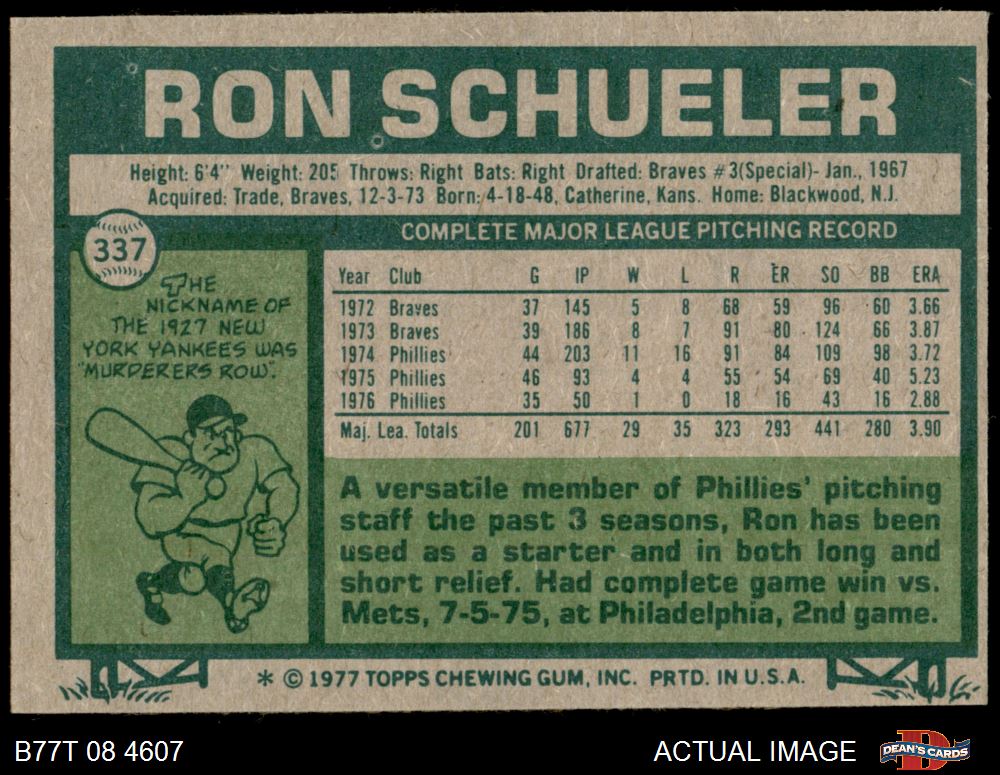 RON SCHUELER
Height: 6'4" Weight: 205 Throws: Right Bats: Right Drafted: Braves #3(Special)- Jan., 1967
Acquired: Trade, Braves, 12-3-73 Born: 4-18-48, Catherine, Kans. Home: Blackwood, N.J.
337
THE
NICKNAME OF
THE 1927 NEW
YORK YANKEES WAS
"MURDERERS ROW".
COMPLETE MAJOR LEAGUE PITCHING RECORD
Year Club G IP W L R ER SO BB ERA
1972 Braves 37 145 5 8 68 59 96 60 3.66
1973 Braves 39 186 8 7 91 80 124 66 3.87
1974 Phillies 44 203 11 16 91 84 109 98 3.72
1975 Phillies 46 93 4 4 55 54 69 40 5.23
1976 Phillies 35 50 1 0 18 16 43 16 2.88
Maj. Lea. Totals 201 677 29 35 323 293 441 280 3.90
A versatile member of Phillies' pitching
staff the past 3 seasons, Ron has been
used as a starter and in both long and
short relief. Had complete game win vs.
Mets, 7-5-75, at Philadelphia, 2nd game.
* © 1977 TOPPS CHEWING GUM, INC. PRTD. IN U.S.A.
B77T 08 4607
ACTUAL IMAGE
D
DEAN'S CARDS